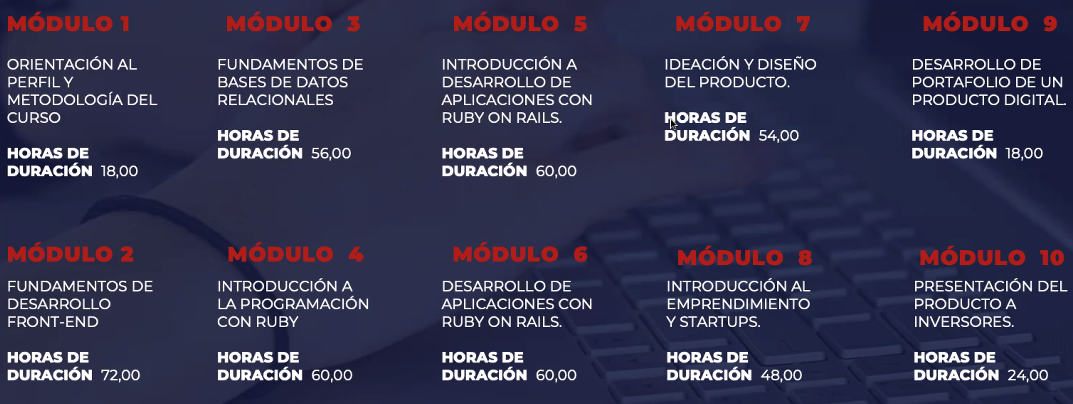 MÓDULO 1
ORIENTACIÓN AL
PERFIL Y
METODOLOGÍA DEL
CURSO
HORAS DE
DURACIÓN 18,00
MÓDULO 2
FUNDAMENTOS DE
DESARROLLO
FRONT-END
HORAS DE
DURACIÓN 72,00
MÓDULO 3
FUNDAMENTOS DE
BASES DE DATOS
RELACIONALES
HORAS DE
DURACIÓN 56,00
MÓDULO 4
INTRODUCCIÓN A
LA PROGRAMACIÓN
CON RUBY
HORAS DE
DURACIÓN 60,00
MÓDULO 5
INTRODUCCIÓN A
DESARROLLO DE
APLICACIONES CON
RUBY ON RAILS.
HORAS DE
DURACIÓN 60,00
MÓDULO 6
DESARROLLO DE
APLICACIONES CON
RUBY ON RAILS.
HORAS DE
DURACIÓN 60,00
MÓDULO 7
IDEACIÓN Y DISEÑO
DEL PRODUCTO.
HORAS DE
DURACIÓN 54,00
MÓDULO 8
INTRODUCCIÓN AL
EMPRENDIMIENTO
Y STARTUPS.
HORAS DE
DURACIÓN 48,00
MÓDULO 9
DESARROLLO DE
PORTAFOLIO DE UN
PRODUCTO DIGITAL.
HORAS DE
DURACIÓN 18,00
MÓDULO 10
PRESENTACIÓN DEL
PRODUCTO A
INVERSORES.
HORAS DE
DURACIÓN 24,00